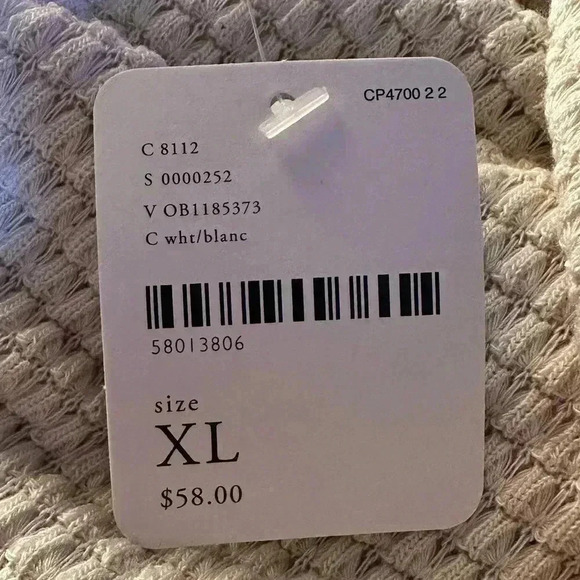 CP4700 2 2
C 8112
S 0000252
V OB1185373
C wht/blanc
58013806
size
XL
$58.00